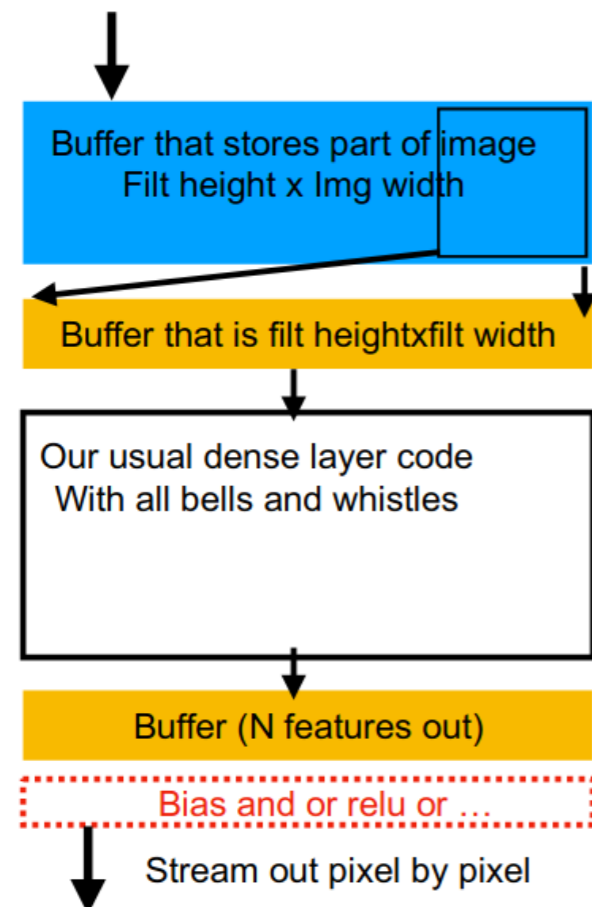 Buffer that stores part of image
Filt height x Img width
Buffer that is filt heightxfilt width
Our usual dense layer code
With all bells and whistles
Buffer (N features out)
Bias and or relu or ...
Stream out pixel by pixel